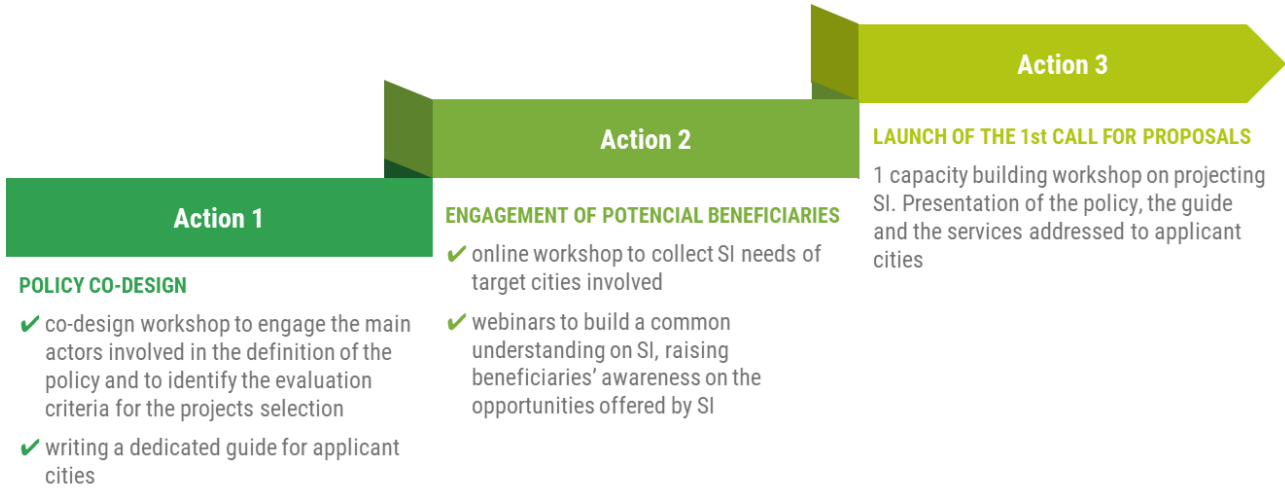 Action 1
POLICY CO-DESIGN
✔ co-design workshop to engage the main
actors involved in the definition of the
policy and to identify the evaluation
criteria for the projects selection
✔ writing a dedicated guide for applicant
cities
Action 2
ENGAGEMENT OF POTENCIAL BENEFICIARIES
✔ online workshop to collect SI needs of
target cities involved
✔ webinars to build a common
understanding on SI, raising
beneficiaries’ awareness on the
opportunities offered by SI
Action 3
LAUNCH OF THE 1st CALL FOR PROPOSALS
1 capacity building workshop on projecting
SI. Presentation of the policy, the guide
and the services addressed to applicant
cities